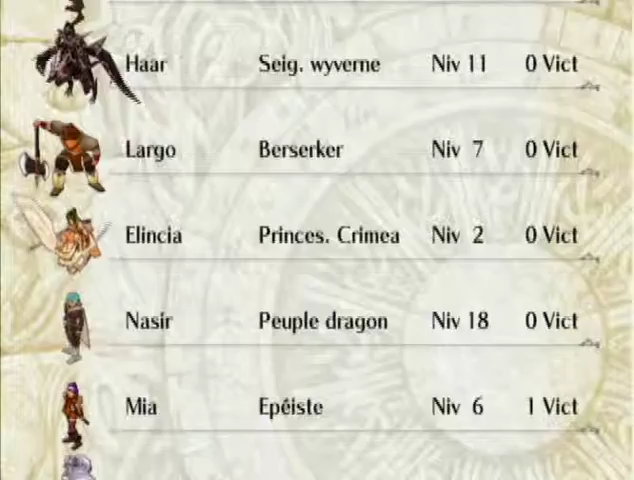 Haar Seig. wyverne Niv 11 0 Vict
Largo Berserker Niv 7 0 Vict
Elincia Princes. Crimea Niv 2 0 Vict
Nasir Peuple dragon Niv 18 0 Vict
Mia Epéiste Niv 6 1 Vict